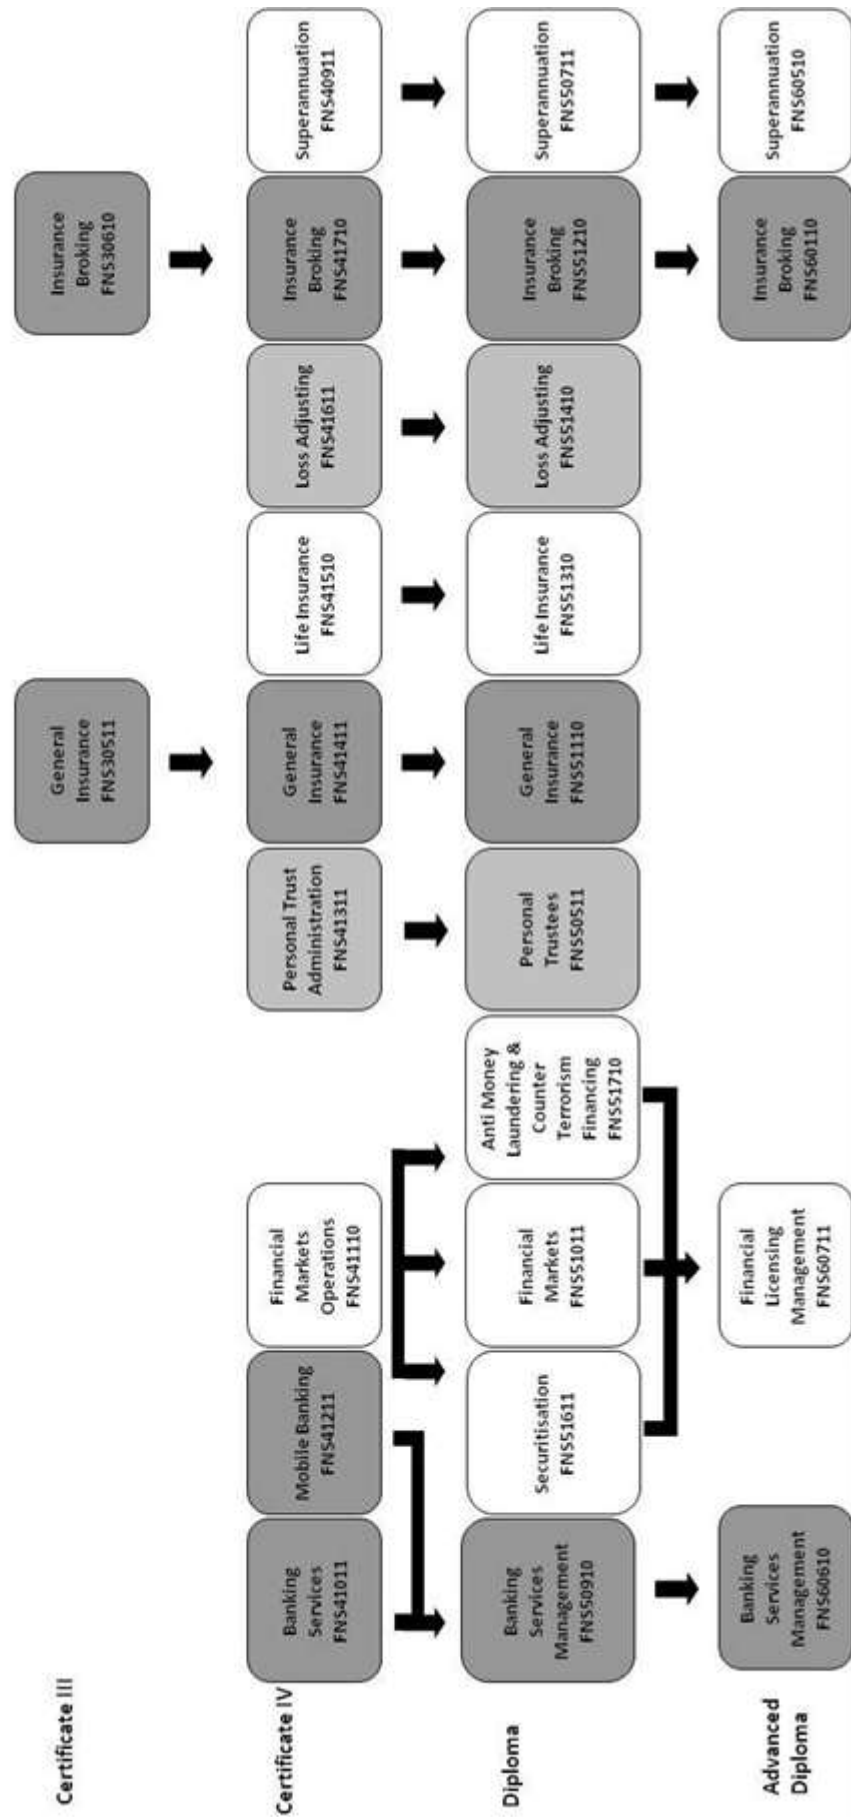 Certificate III
General
Insurance
FNS30511
Insurance
Broking
FNS30610
Certificate IV
Banking
Services
FNS41011
Mobile Banking
FNS41211
Financial
Markets
Operations
FNS41110
Personal Trust
Administration
FNS41311
General
Insurance
FNS41411
Life Insurance
FNS41510
Loss Adjusting
FNS41611
Insurance
Broking
FNS41710
Superannuation
FNS40911
Diploma
Banking
Services
Management
FNS50910
Securitisation
FNS51611
Financial
Markets
FNS51011
Anti Money
Laundering &
Counter
Terrorism
Financing
FNS51710
Personal
Trustees
FNS50511
General
Insurance
FNS51110
Life Insurance
FNS51310
Loss Adjusting
FNS51410
Insurance
Broking
FNS51210
Superannuation
FNS50711
Advanced
Diploma
Banking
Services
Management
FNS60610
Financial
Licensing
Management
FNS60711
Insurance
Broking
FNS60110
Superannuation
FNS60510